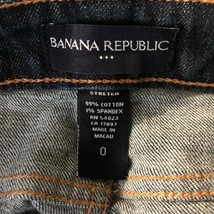 BANANA REPUBLIC
STRETCH
99% COTTON
1% SPANDEX
RN 54023
CA 17897
MADE IN
MACAU
0